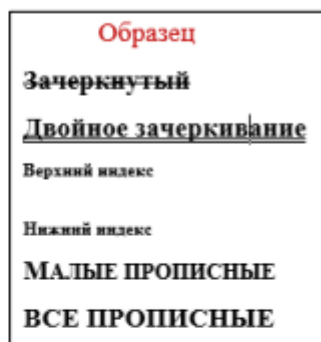 Образец
Зачеркнутый
Двойное зачеркивание
Верхний индекс
Нижний индекс
МАЛЫЕ ПРОПИСНЫЕ
ВСЕ ПРОПИСНЫЕ